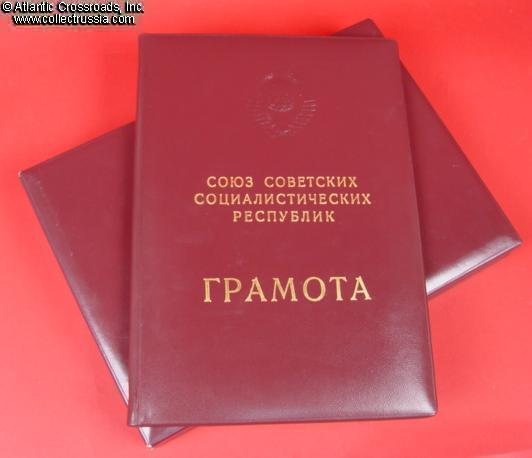 © Atlantic Crossroads, Inc.
www.collectrussia.com
СОЮЗ СОВЕТСКИХ
СОЦИАЛИСТИЧЕСКИХ
РЕСПУБЛИК
ГРАМОТА